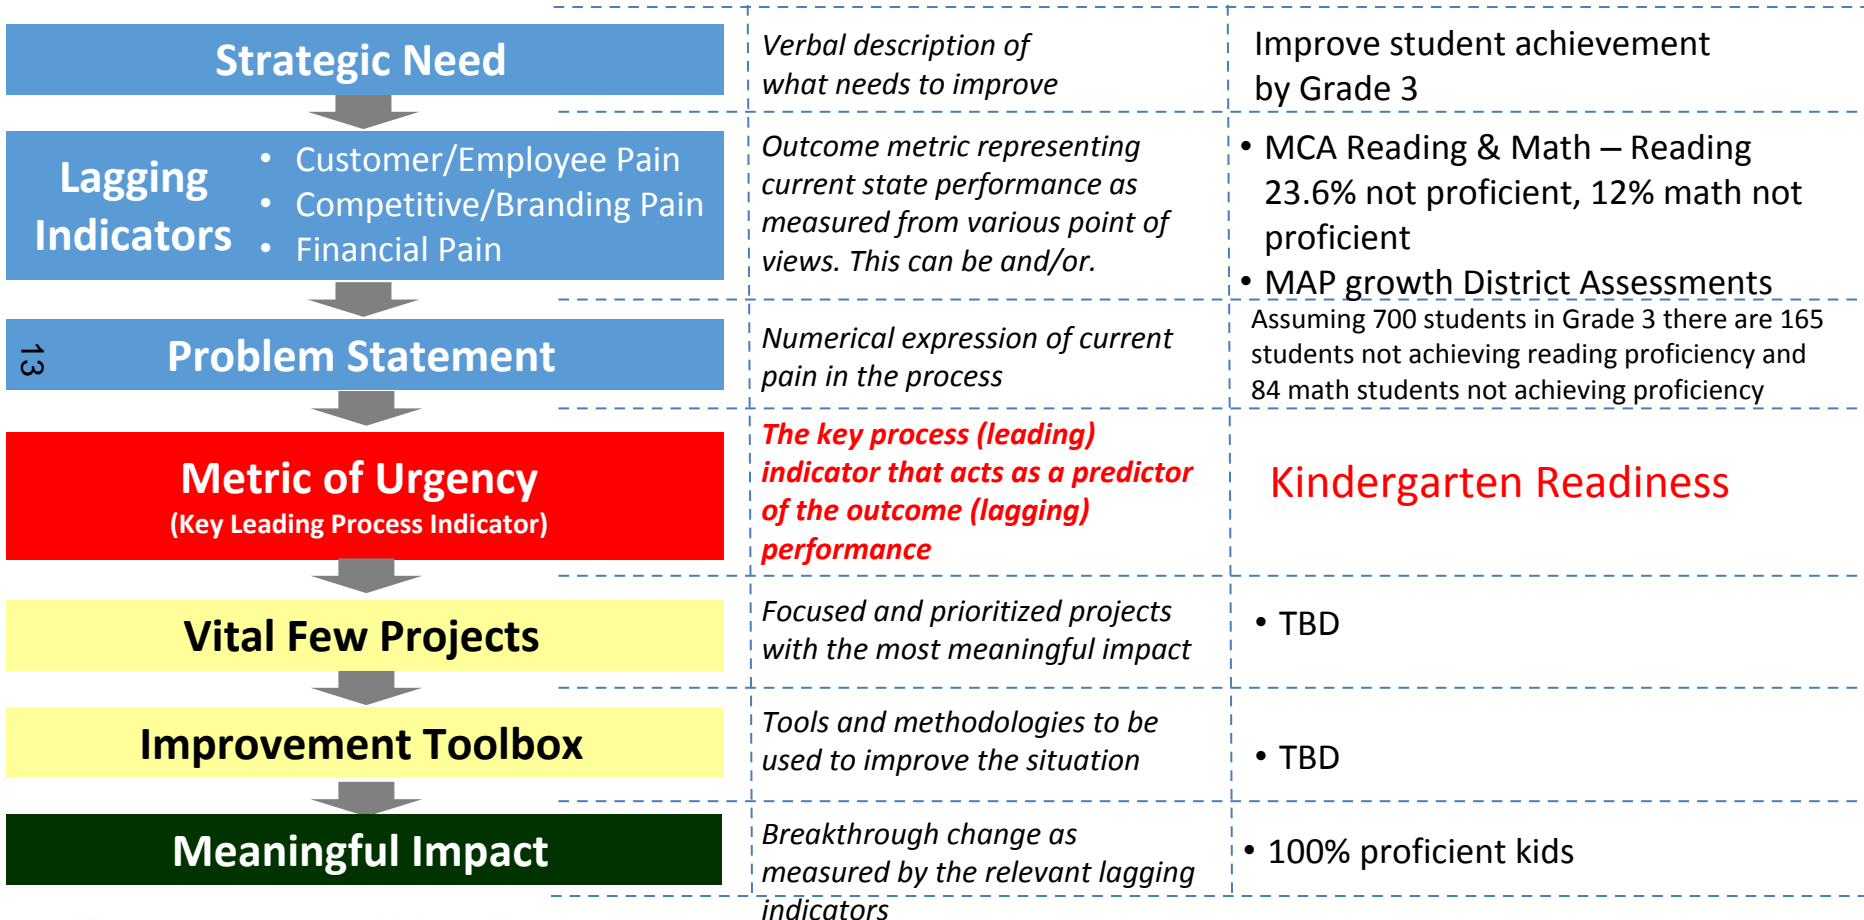 Strategic Need
Verbal description of
what needs to improve
Improve student achievement
by Grade 3
Lagging
Indicators
• Customer/Employee Pain
• Competitive/Branding Pain
• Financial Pain
Outcome metric representing
current state performance as
measured from various point of
views. This can be and/or.
• MCA Reading & Math – Reading
23.6% not proficient, 12% math not
proficient
• MAP growth District Assessments
13
Problem Statement
Numerical expression of current
pain in the process
Assuming 700 students in Grade 3 there are 165
students not achieving reading proficiency and
84 math students not achieving proficiency
Metric of Urgency
(Key Leading Process Indicator)
The key process (leading)
indicator that acts as a predictor
of the outcome (lagging)
performance
Kindergarten Readiness
Vital Few Projects
Focused and prioritized projects
with the most meaningful impact
• TBD
Improvement Toolbox
Tools and methodologies to be
used to improve the situation
• TBD
Meaningful Impact
Breakthrough change as
measured by the relevant lagging
indicators
• 100% proficient kids